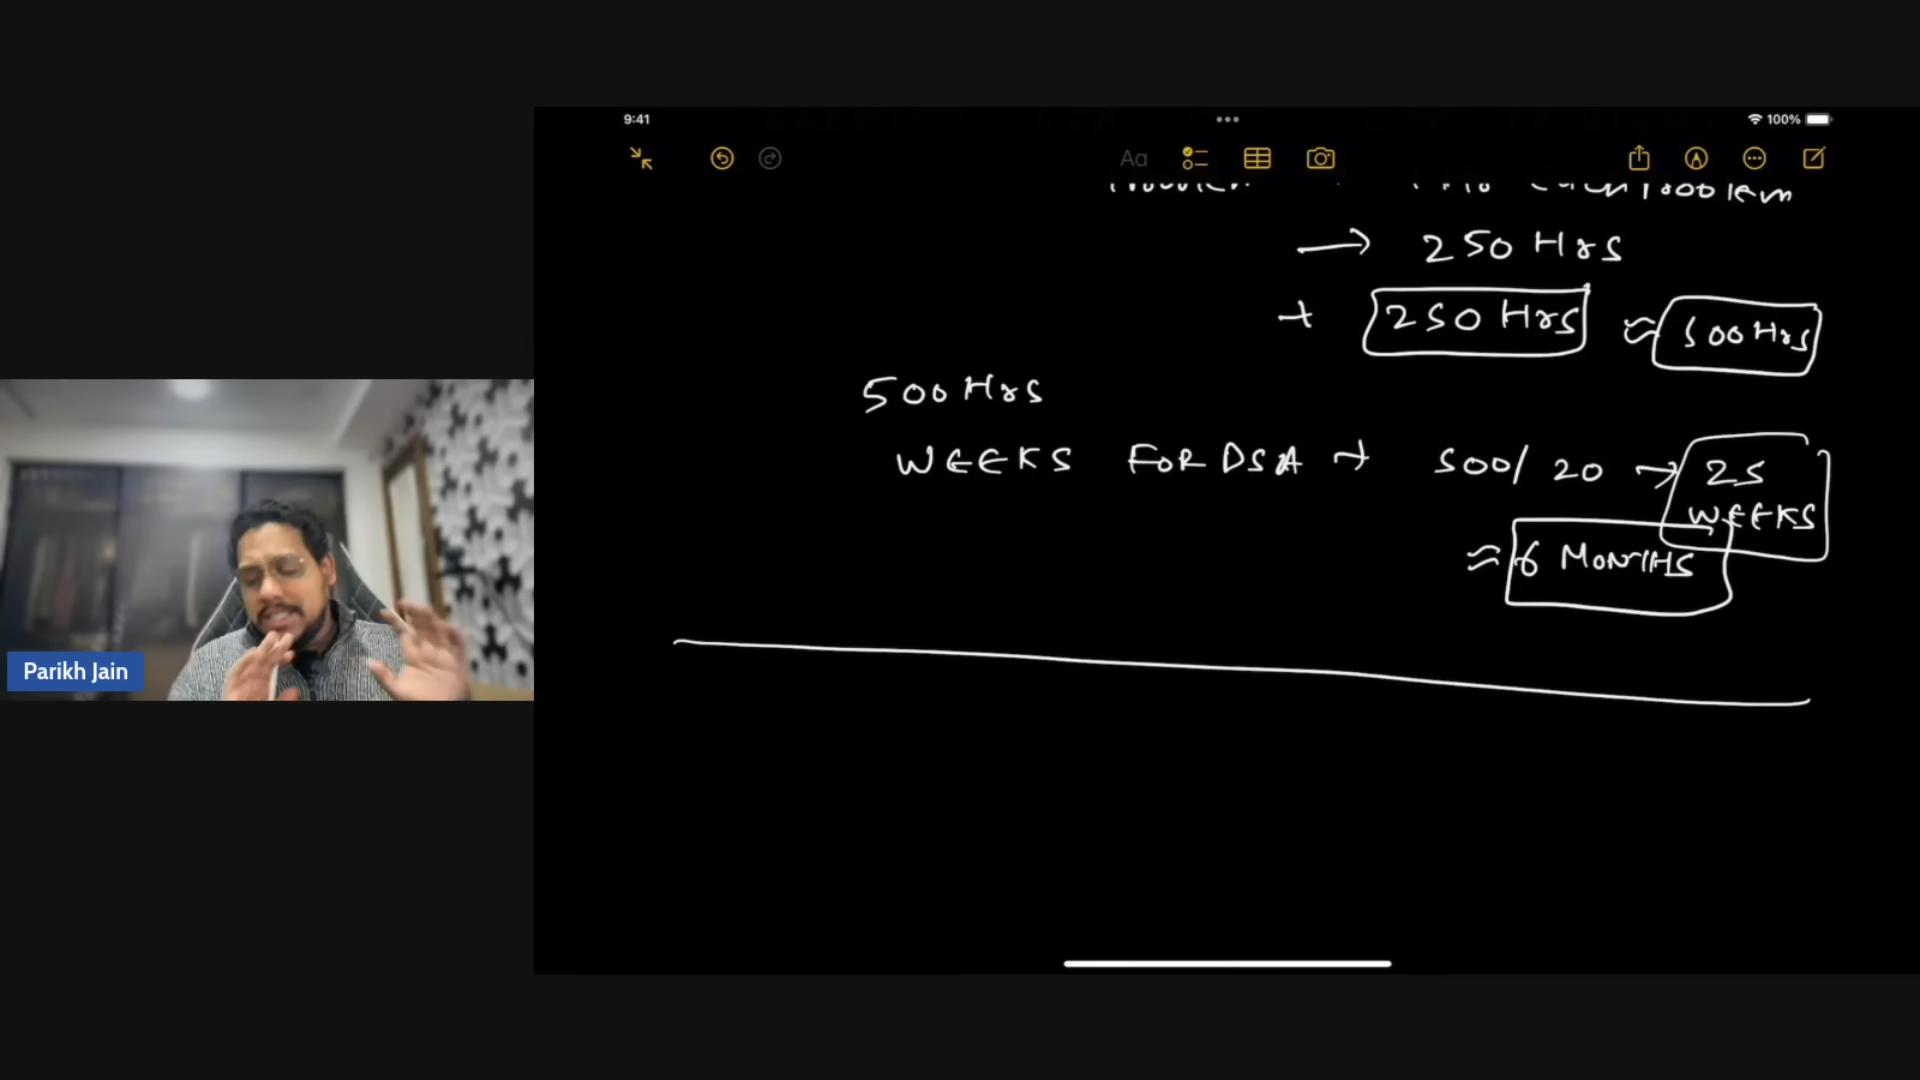 9:41
100%
Aa
→ 250 Hrs
+ 250 Hrs ≈ 500 Hrs
500 Hrs
WEEKS FOR DSA → 500/20 → 25 WEEKS
≈ 6 MONTHS
Parikh Jain